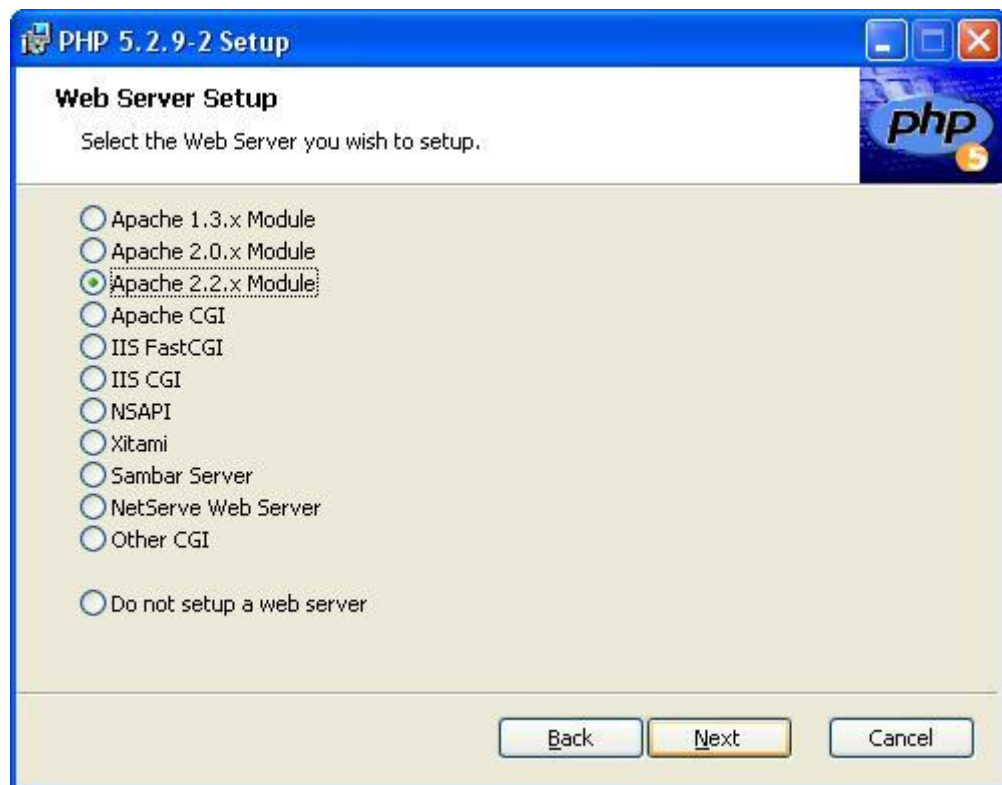 PHP 5.2.9-2 Setup
Web Server Setup
Select the Web Server you wish to setup.
php
5
Apache 1.3.x Module
Apache 2.0.x Module
Apache 2.2.x Module
Apache CGI
IIS FastCGI
IIS CGI
NSAPI
Xitami
Sambar Server
NetServe Web Server
Other CGI
Do not setup a web server
Back Next Cancel